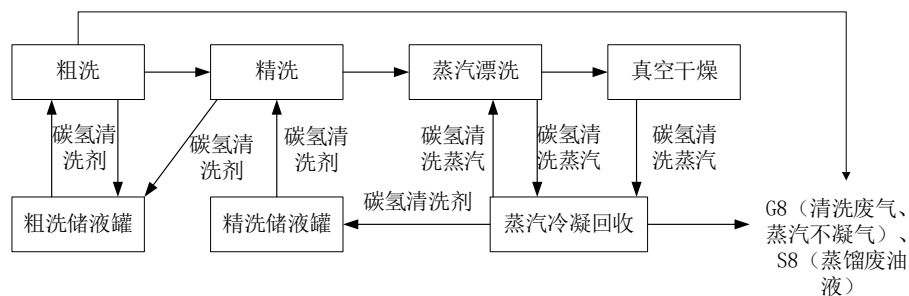 粗洗
精洗
蒸汽漂洗
真空干燥
碳氢清
洗剂
碳氢清
洗剂
碳氢清
洗剂
碳氢清
洗蒸汽
碳氢清
洗蒸汽
碳氢清
洗蒸汽
粗洗储液罐
精洗储液罐
碳氢清洗剂
蒸汽冷凝回收
G8（清洗废气、
蒸汽不凝气）、
S8（蒸馏废油
液）